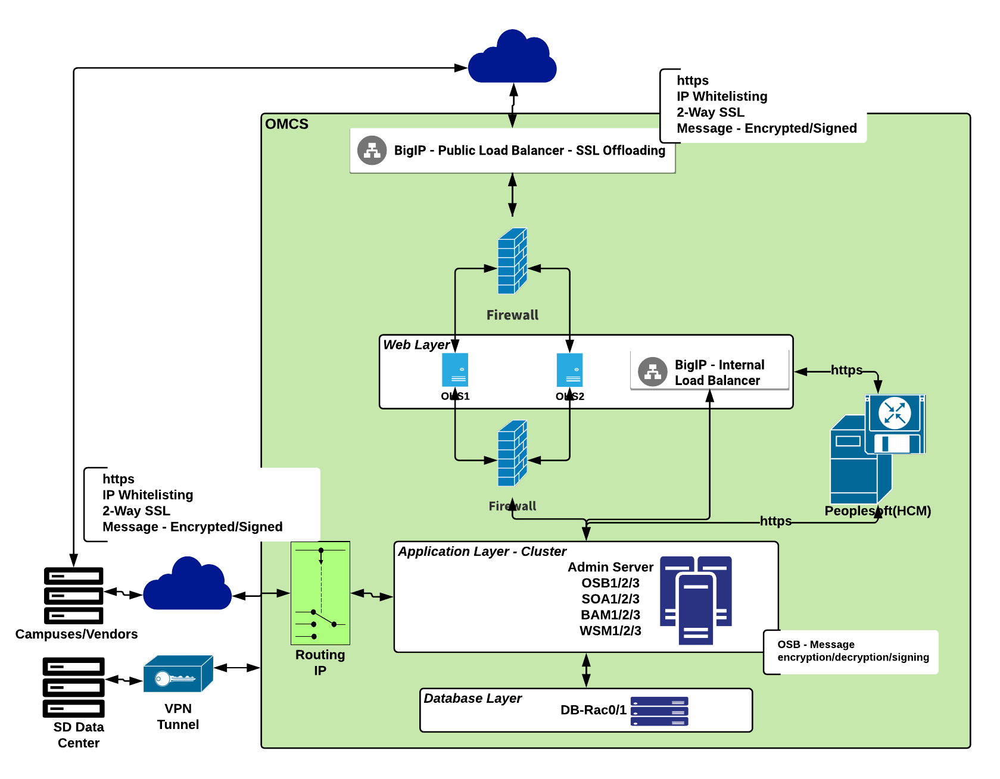 https
IP Whitelisting
2-Way SSL
Message - Encrypted/Signed
OMCS
BigIP - Public Load Balancer - SSL Offloading
Firewall
Web Layer
OHS1
OHS2
BigIP - Internal
Load Balancer
https
Firewall
Peoplesoft(HCM)
https
https
IP Whitelisting
2-Way SSL
Message - Encrypted/Signed
Application Layer - Cluster
Admin Server
OSB1/2/3
SOA1/2/3
BAM1/2/3
WSM1/2/3
Campuses/Vendors
Routing
IP
OSB - Message
encryption/decryption/signing
Database Layer
DB-Rac0/1
VPN
Tunnel
SD Data
Center